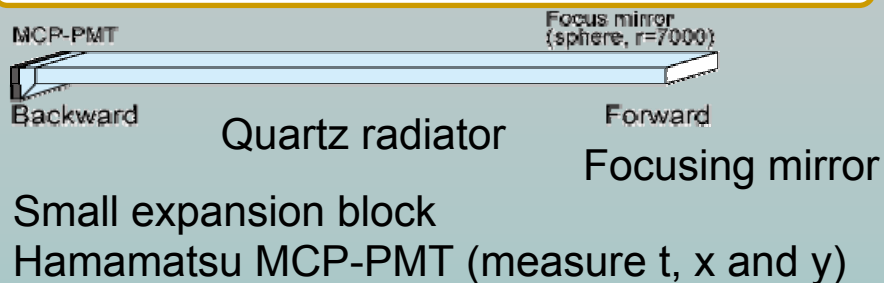 MCP-PMT
Focus mirror
(sphere, r=7000)
Backward
Forward
Quartz radiator
Focusing mirror
Small expansion block
Hamamatsu MCP-PMT (measure t, x and y)